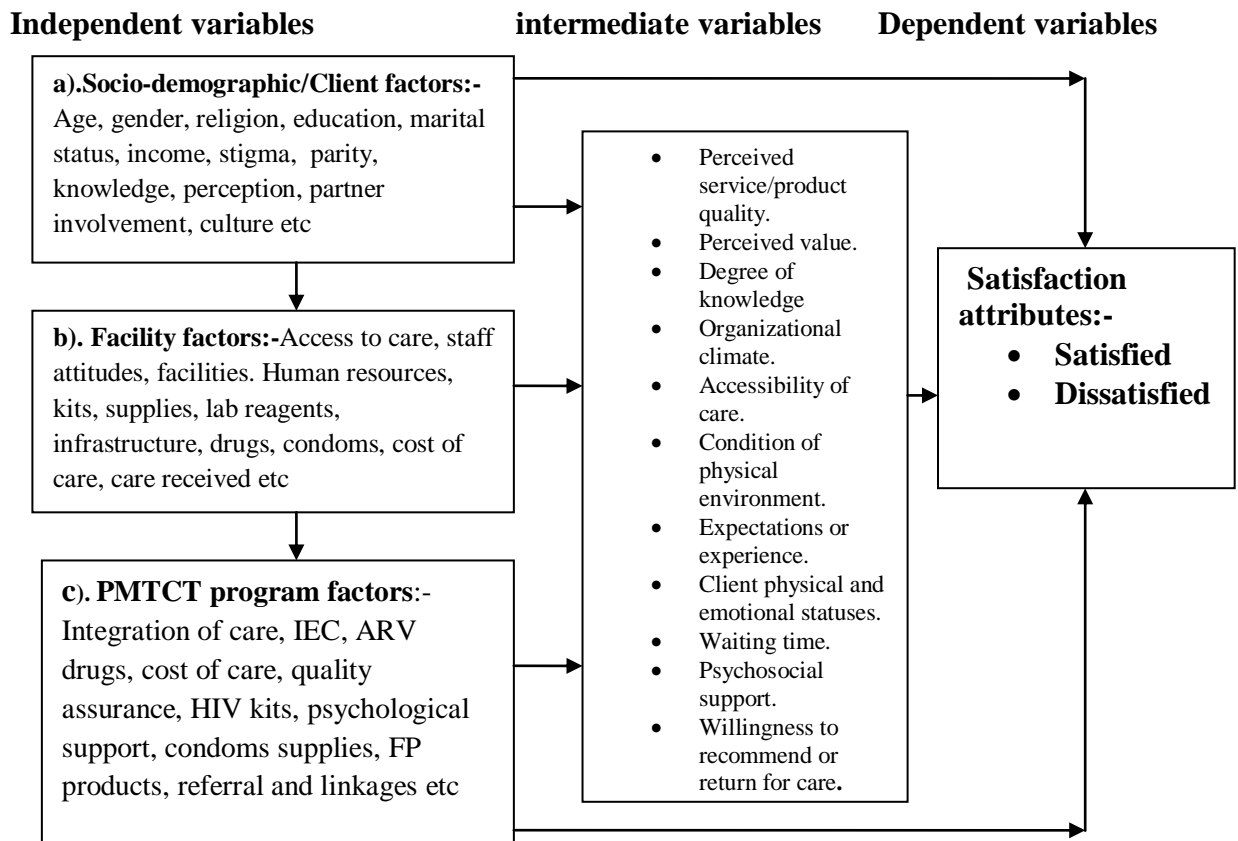 Independent variables intermediate variables Dependent variables
a).Socio-demographic/Client factors:-
Age, gender, religion, education, marital
status, income, stigma, parity,
knowledge, perception, partner
involvement, culture etc
b). Facility factors:-Access to care, staff
attitudes, facilities. Human resources,
kits, supplies, lab reagents,
infrastructure, drugs, condoms, cost of
care, care received etc
c). PMTCT program factors:-
Integration of care, IEC, ARV
drugs, cost of care, quality
assurance, HIV kits, psychological
support, condoms supplies, FP
products, referral and linkages etc
• Perceived
service/product
quality.
• Perceived value.
• Degree of
knowledge
• Organizational
climate.
• Accessibility of
care.
• Condition of
physical
environment.
• Expectations or
experience.
• Client physical and
emotional statuses.
• Waiting time.
• Psychosocial
support.
• Willingness to
recommend or
return for care.
Satisfaction
attributes:-
• Satisfied
• Dissatisfied